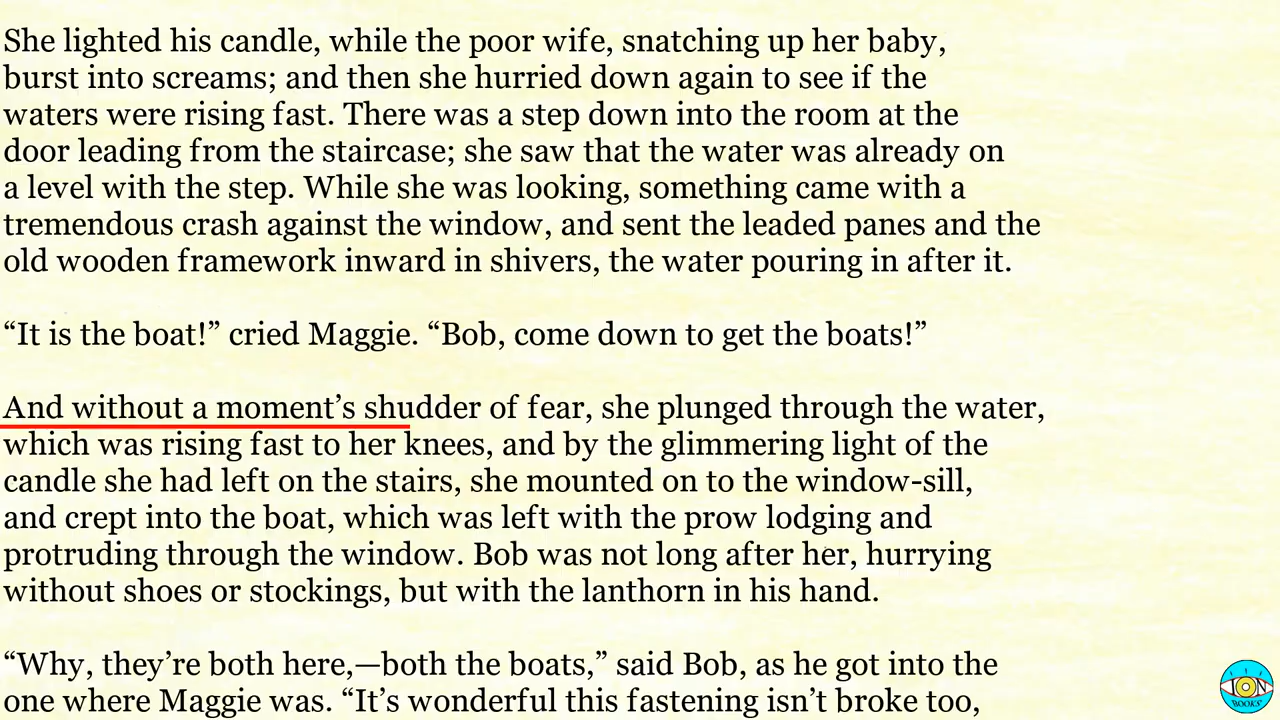 She lighted his candle, while the poor wife, snatching up her baby,
burst into screams; and then she hurried down again to see if the
waters were rising fast. There was a step down into the room at the
door leading from the staircase; she saw that the water was already on
a level with the step. While she was looking, something came with a
tremendous crash against the window, and sent the leaded panes and the
old wooden framework inward in shivers, the water pouring in after it.
“It is the boat!” cried Maggie. “Bob, come down to get the boats!”
And without a moment’s shudder of fear, she plunged through the water,
which was rising fast to her knees, and by the glimmering light of the
candle she had left on the stairs, she mounted on to the window-sill,
and crept into the boat, which was left with the prow lodging and
protruding through the window. Bob was not long after her, hurrying
without shoes or stockings, but with the lanthorn in his hand.
“Why, they’re both here,—both the boats,” said Bob, as he got into the
one where Maggie was. “It’s wonderful this fastening isn’t broke too,
ION
BOOKS